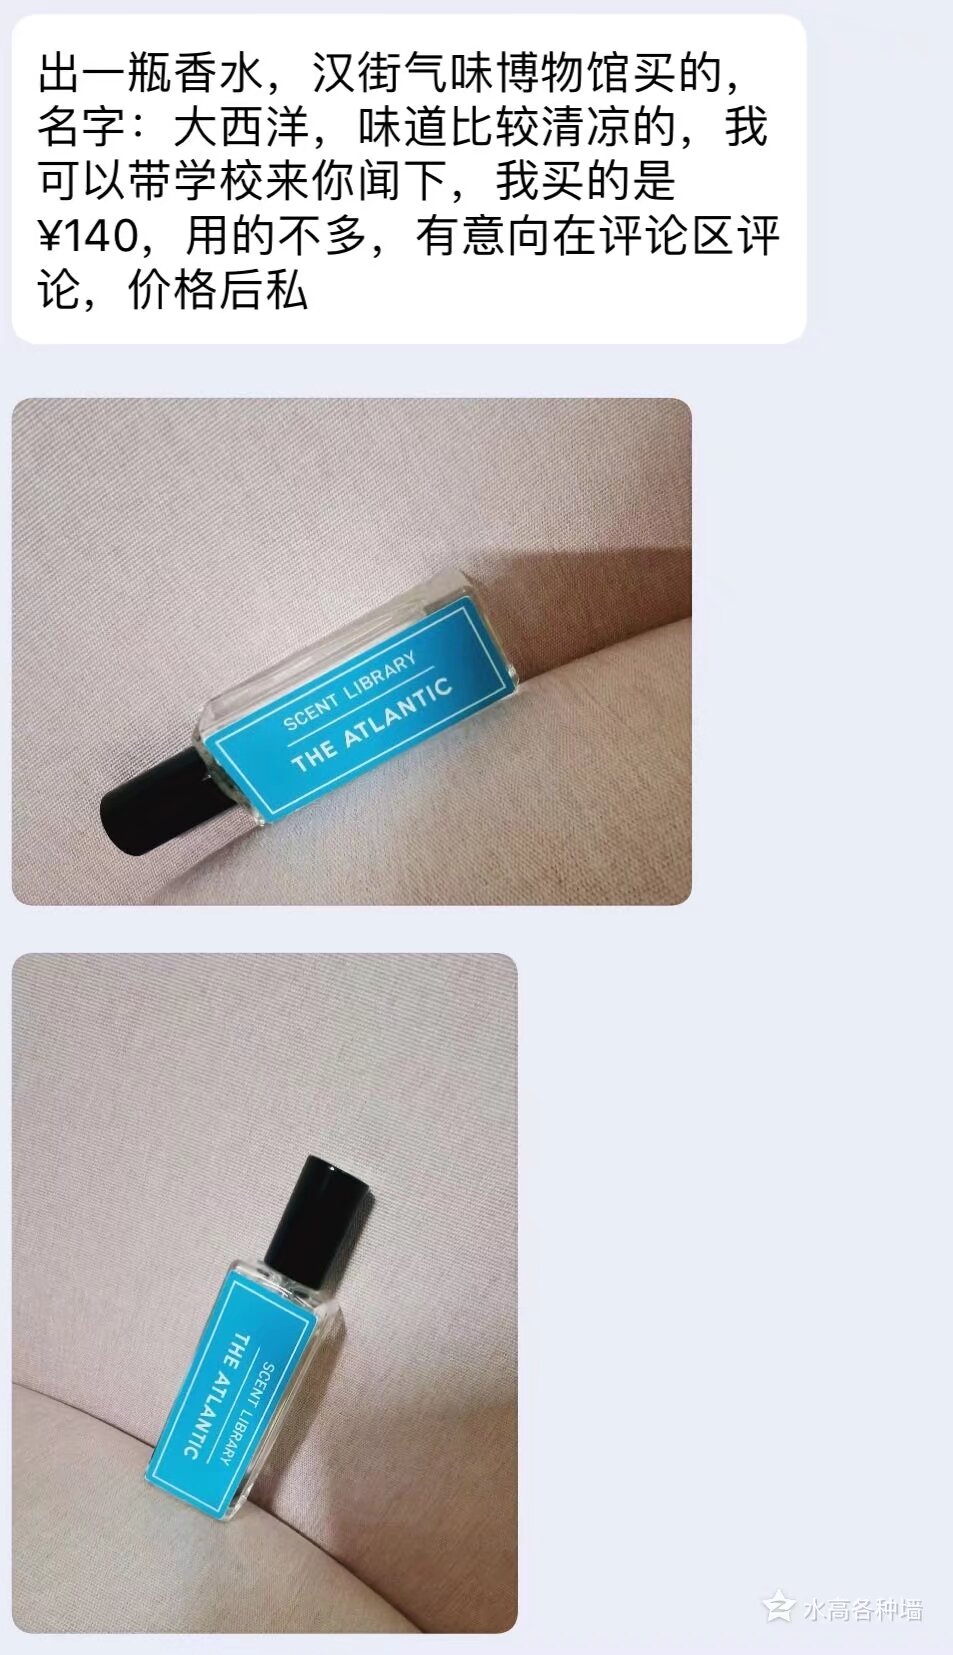 出一瓶香水，汉街气味博物馆买的，
名字：大西洋，味道比较清凉的，我
可以带学校来你闻下，我买的是
¥140，用的不多，有意向在评论区评
论，价格后私
SCENT LIBRARY
THE ATLANTIC
SCENT LIBRARY
THE ATLANTIC
水高各种墙